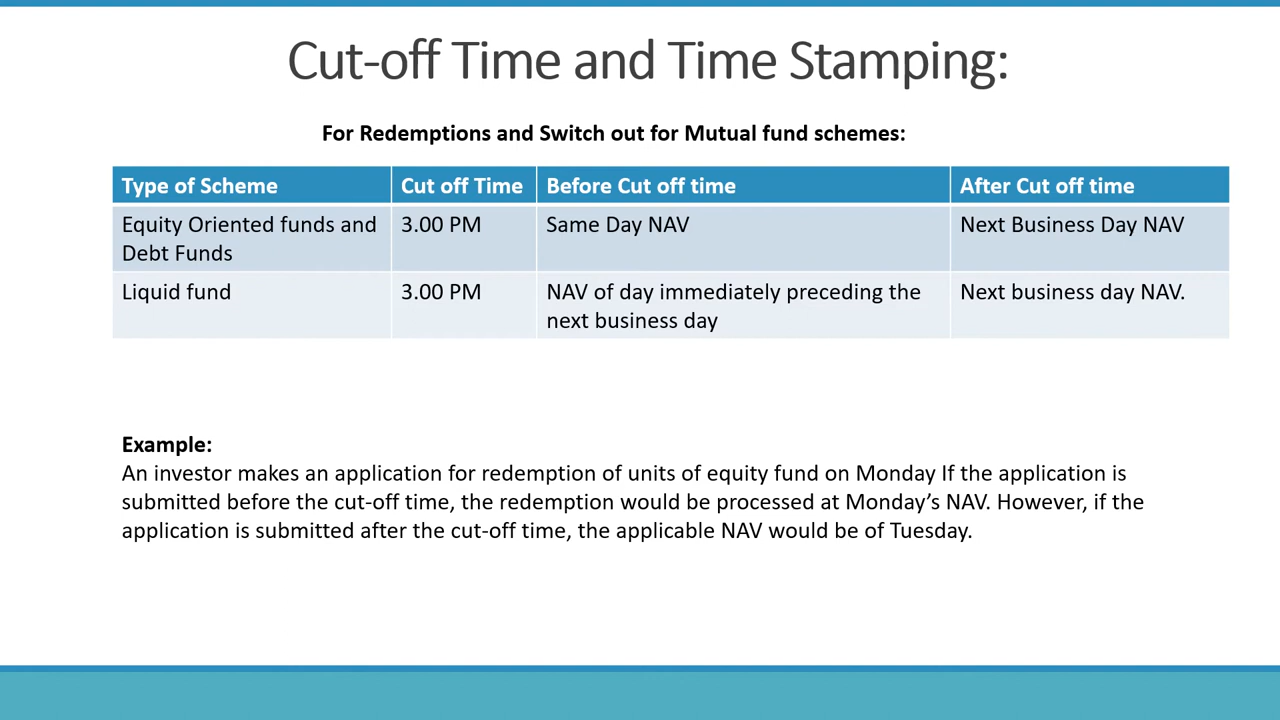 Cut-off Time and Time Stamping:
For Redemptions and Switch out for Mutual fund schemes:
Type of Scheme Cut off Time Before Cut off time After Cut off time
Equity Oriented funds and 3.00 PM Same Day NAV Next Business Day NAV
Debt Funds
Liquid fund 3.00 PM NAV of day immediately preceding the Next business day NAV.
next business day
Example:
An investor makes an application for redemption of units of equity fund on Monday If the application is
submitted before the cut-off time, the redemption would be processed at Monday’s NAV. However, if the
application is submitted after the cut-off time, the applicable NAV would be of Tuesday.